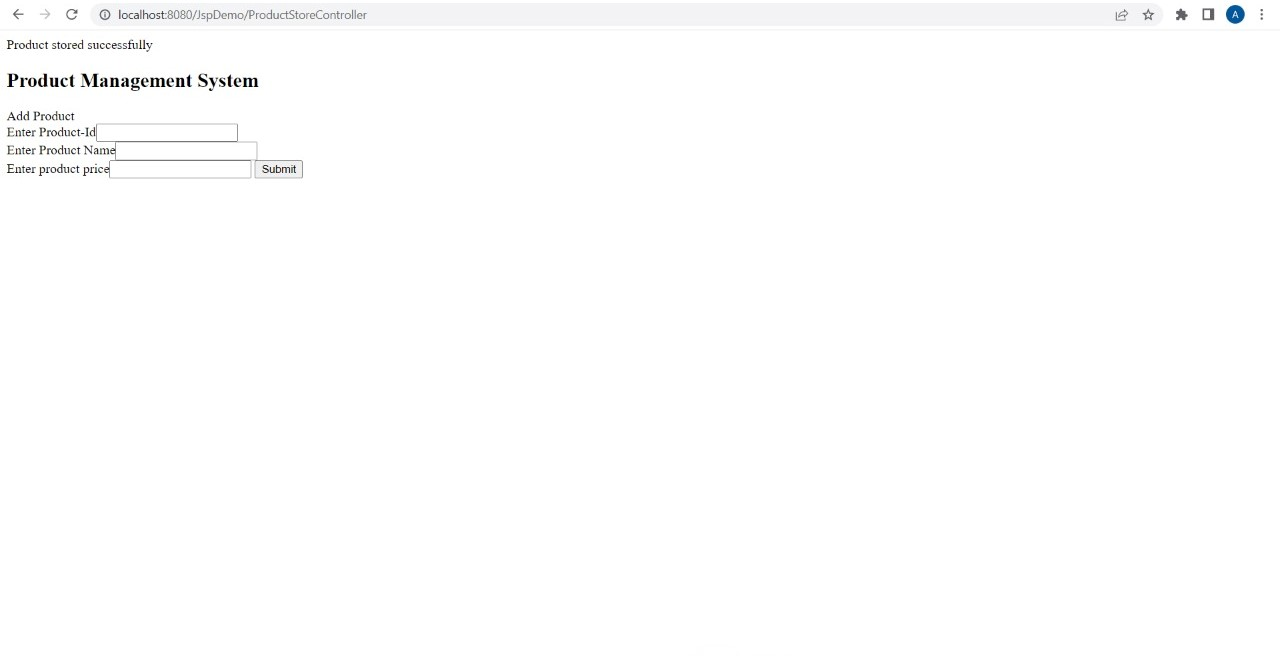 localhost:8080/JspDemo/ProductStoreController
A
Product stored successfully
Product Management System
Add Product
Enter Product-Id
Enter Product Name
Enter product price Submit